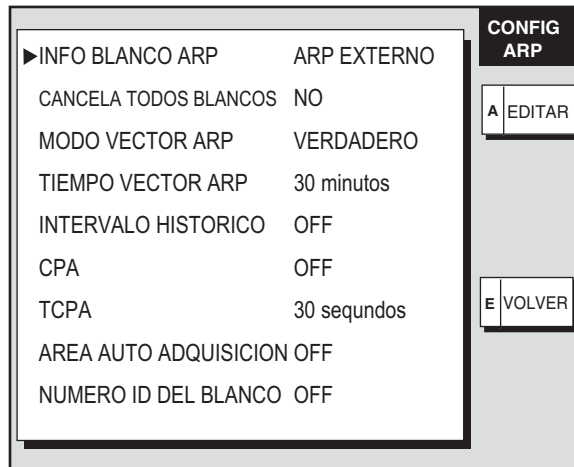 CONFIG
ARP
▶INFO BLANCO ARP ARP EXTERNO
CANCELA TODOS BLANCOS NO
MODO VECTOR ARP VERDADERO
TIEMPO VECTOR ARP 30 minutos
INTERVALO HISTORICO OFF
CPA OFF
TCPA 30 sequndos
AREA AUTO ADQUISICION OFF
NUMERO ID DEL BLANCO OFF
A EDITAR
E VOLVER